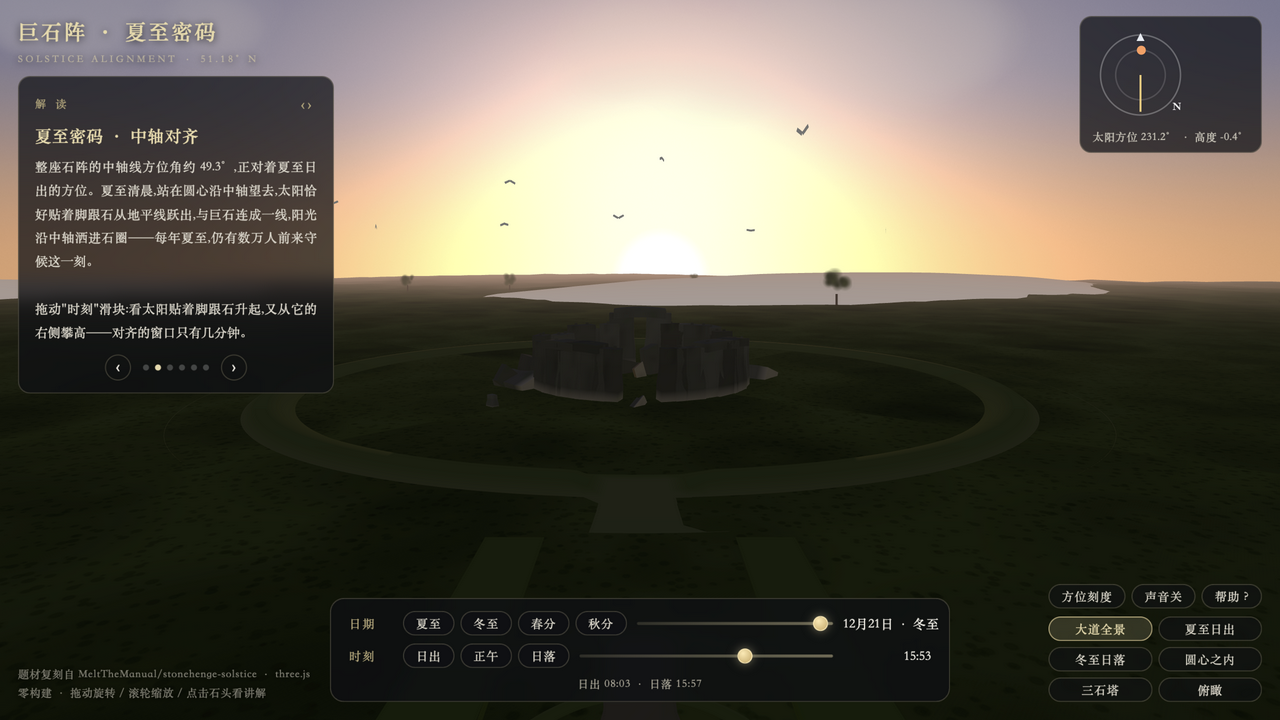 巨石阵 · 夏至密码
SOLSTICE ALIGNMENT · 51.18° N
解 读
‹ ›
夏至密码 · 中轴对齐
整座石阵的中轴线方位角约 49.3° ,正对着夏至日
出的方位。夏至清晨,站在圆心沿中轴望去,太阳恰
好贴着脚跟石从地平线跃出,与巨石连成一线,阳光
沿中轴洒进石圈——每年夏至,仍有数万人前来守
候这一刻。
拖动"时刻"滑块:看太阳贴着脚跟石升起,又从它的
右侧攀高——对齐的窗口只有几分钟。
‹ ›
N
太阳方位 231.2° · 高度 -0.4°
日期 夏至 冬至 春分 秋分 12月21日 · 冬至
时刻 日出 正午 日落 15:53
日出 08:03 · 日落 15:57
方位刻度 声音关 帮助 ?
大道全景 夏至日出
冬至日落 圆心之内
三石塔 俯瞰
题材复刻自 MeltTheManual/stonehenge-solstice · three.js
零构建 · 拖动旋转 / 滚轮缩放 / 点击石头看讲解